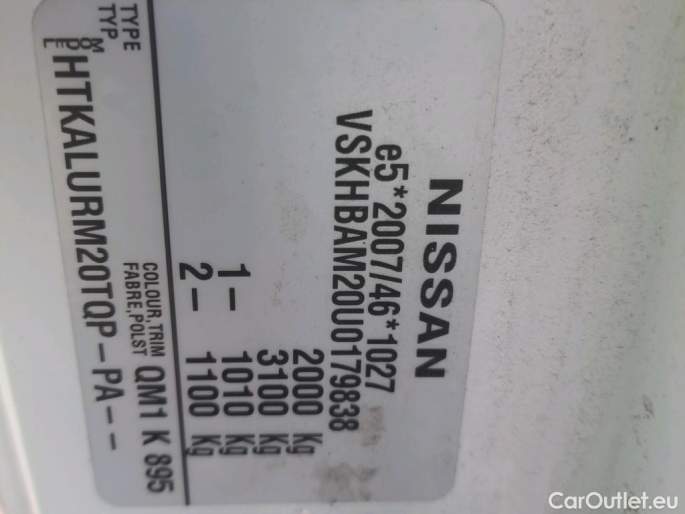 NISSAN
e5*2007/46*1027
VSKHBAM20U0179838
2000 Kg
3100 Kg
1- 1010 Kg
2- 1100 Kg
COLOUR,TRIM
FABRE,POLST QM1 K 895
TYPE
TYP
MODEL HTKALURM20TQP-PA--
CarOutlet.eu